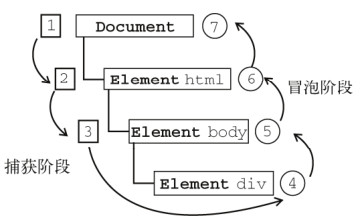 1 Document 7
2 Element html 6
冒泡阶段
3 Element body 5
捕获阶段
Element div 4